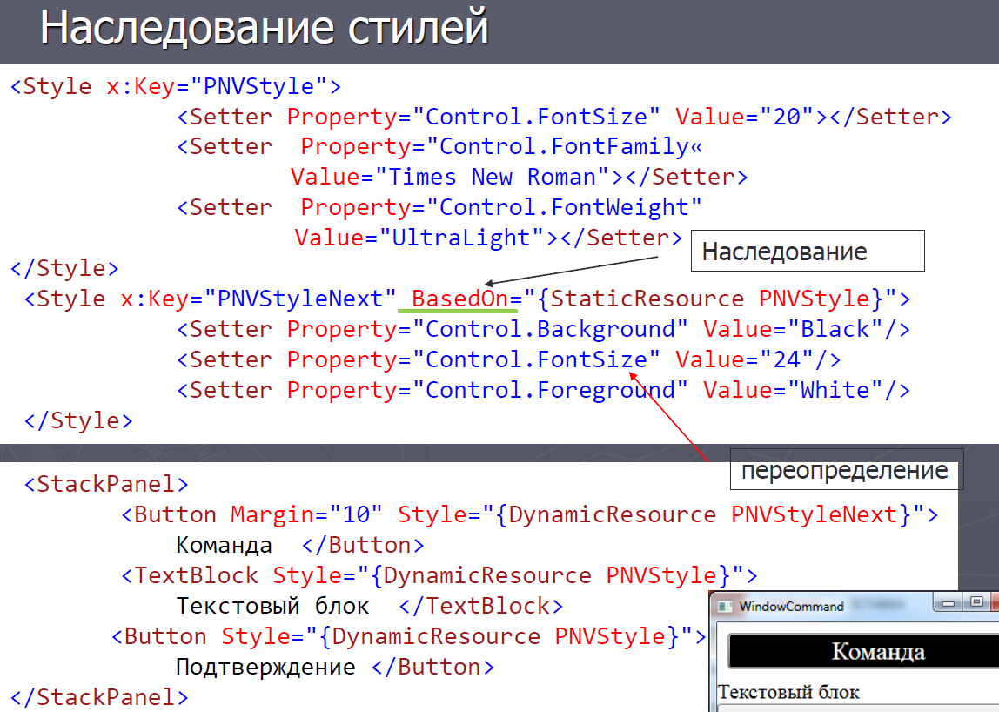 Наследование стилей
<Style x:Key="PNVStyle">
<Setter Property="Control.FontSize" Value="20"></Setter>
<Setter  Property="Control.FontFamily«
Value="Times New Roman"></Setter>
<Setter  Property="Control.FontWeight"
Value="UltraLight"></Setter>
Наследование
</Style>
<Style x:Key="PNVStyleNext" BasedOn="{StaticResource PNVStyle}">
<Setter Property="Control.Background" Value="Black"/>
<Setter Property="Control.FontSize" Value="24"/>
<Setter Property="Control.Foreground" Value="White"/>
</Style>
переопределение
<StackPanel>
<Button Margin="10" Style="{DynamicResource PNVStyleNext}">
Команда  </Button>
<TextBlock Style="{DynamicResource PNVStyle}">
Текстовый блок  </TextBlock>
<Button Style="{DynamicResource PNVStyle}">
Подтверждение </Button>
</StackPanel>
WindowCommand
Команда
Текстовый блок